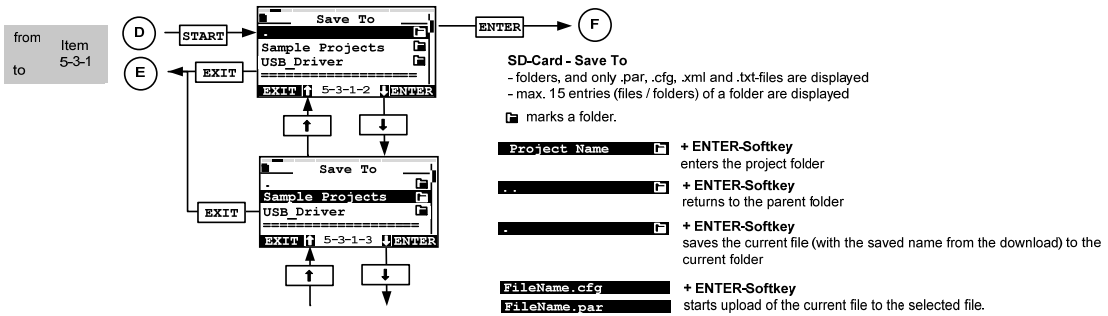 from
Item
5-3-1
to
D
START
E
EXIT
Save To
.
Sample Projects
USB_Driver
====================
EXIT 5-3-1-2 ENTER
ENTER
F
↑
↓
Save To
.
Sample Projects
USB_Driver
====================
EXIT 5-3-1-3 ENTER
EXIT
↑
↓
SD-Card - Save To
- folders, and only .par, .cfg, .xml and .txt-files are displayed
- max. 15 entries (files / folders) of a folder are displayed
marks a folder.
Project Name
+ ENTER-Softkey
enters the project folder
..
+ ENTER-Softkey
returns to the parent folder
.
+ ENTER-Softkey
saves the current file (with the saved name from the download) to the
current folder
FileName.cfg
FileName.par
+ ENTER-Softkey
starts upload of the current file to the selected file.